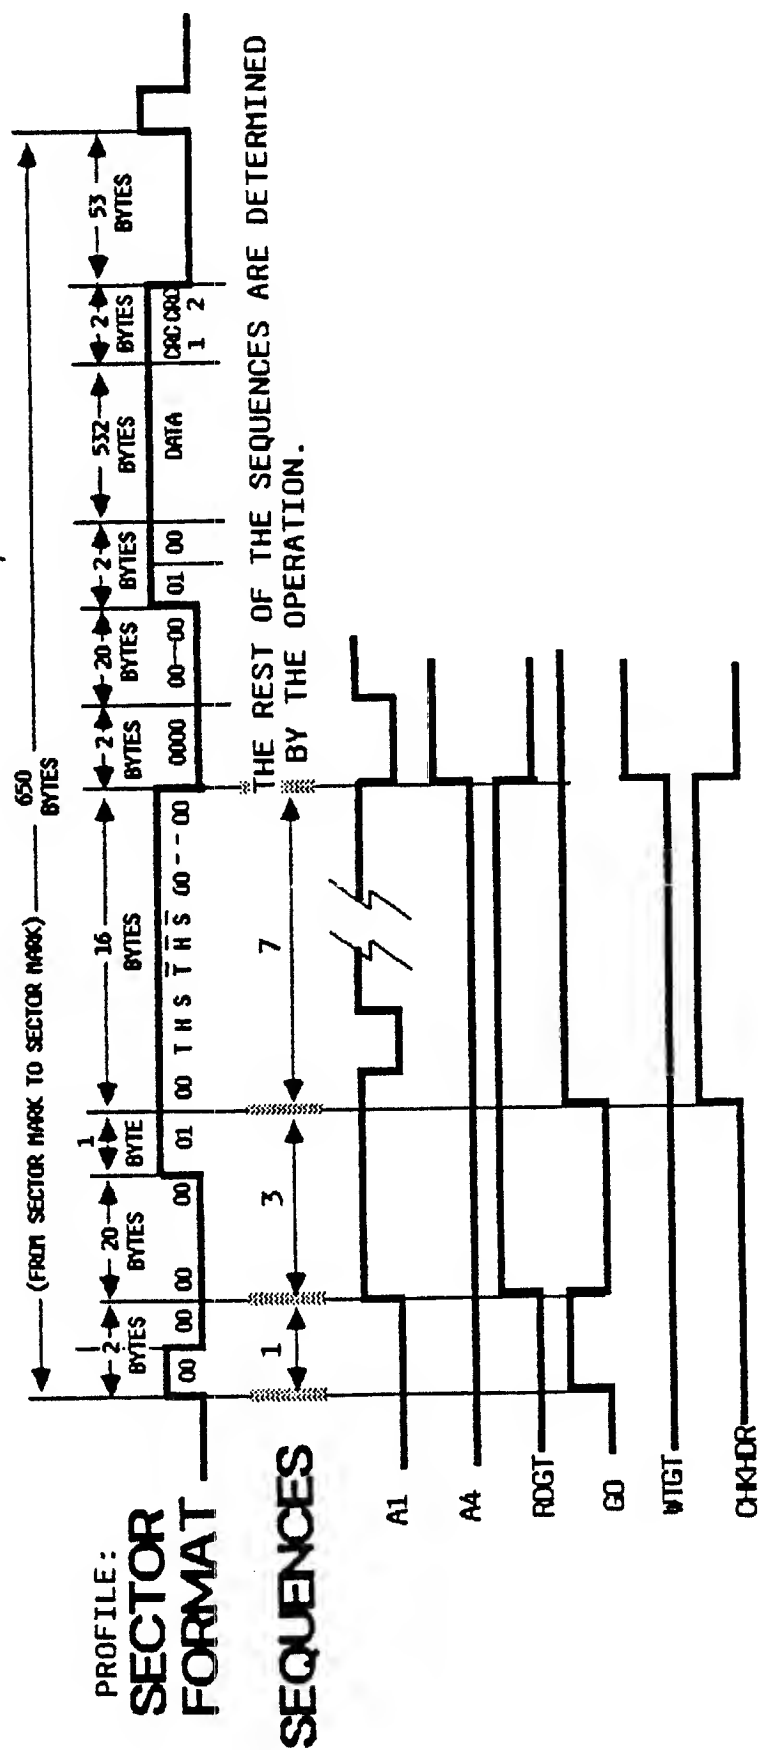 PROFILE:
SECTOR
FORMAT
650
BYTES
(FROM SECTOR MARK TO SECTOR MARK)
2
BYTES
20
BYTES
1
BYTE
16
BYTES
2
BYTES
20
BYTES
2
BYTES
532
BYTES
2
BYTES
53
BYTES
00 00 00 00 01 00 T H S T̅ H̅ S̅ 00 -- 00 0000 00--00 01 00 DATA CRC CRC
1 2
SEQUENCES
1 3 7
THE REST OF THE SEQUENCES ARE DETERMINED
BY THE OPERATION.
A1
A4
RDGT
GO
WTGT
CHKHDR